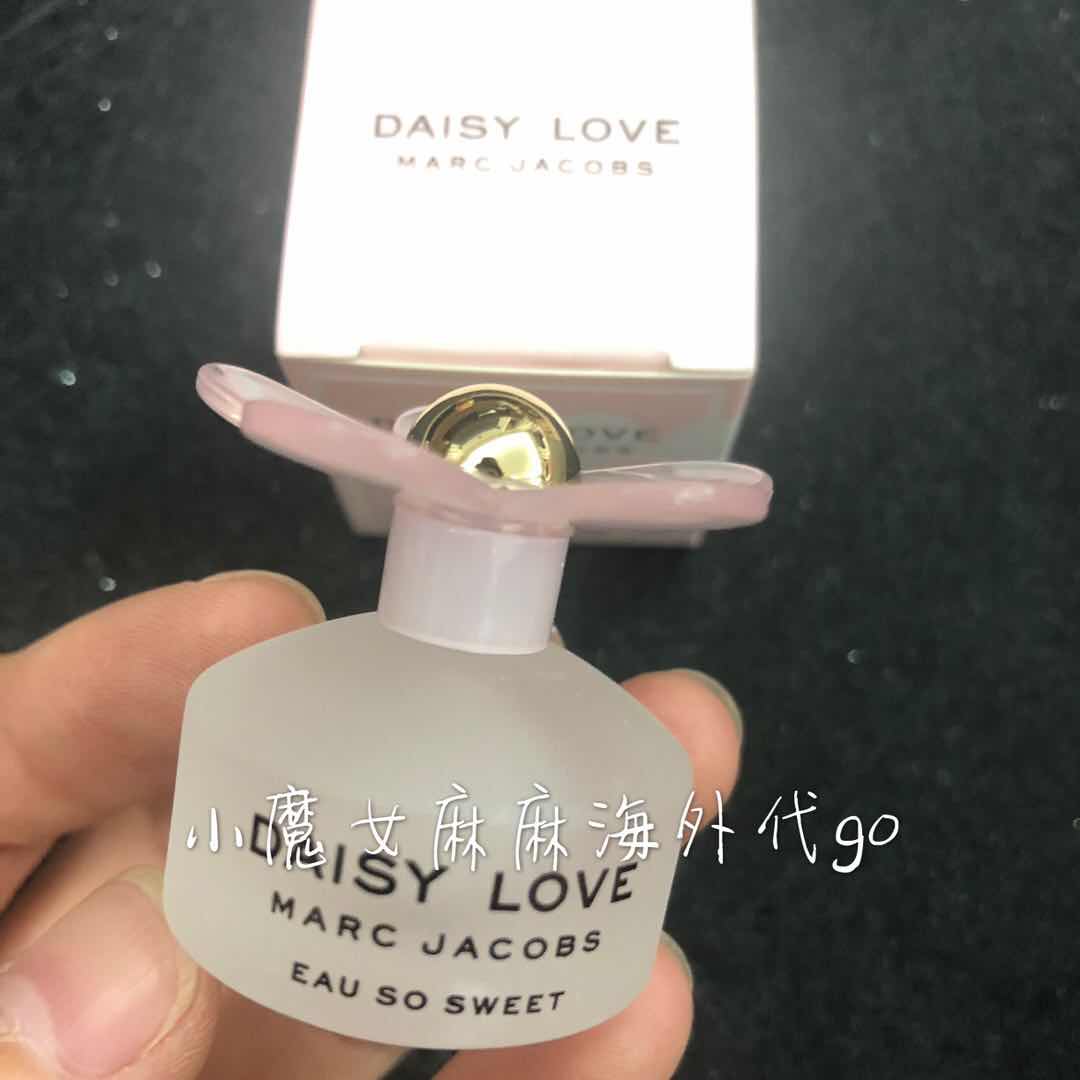 DAISY LOVE
MARC JACOBS
LOVE
小魔女麻麻海外代go
DAISY LOVE
MARC JACOBS
EAU SO SWEET